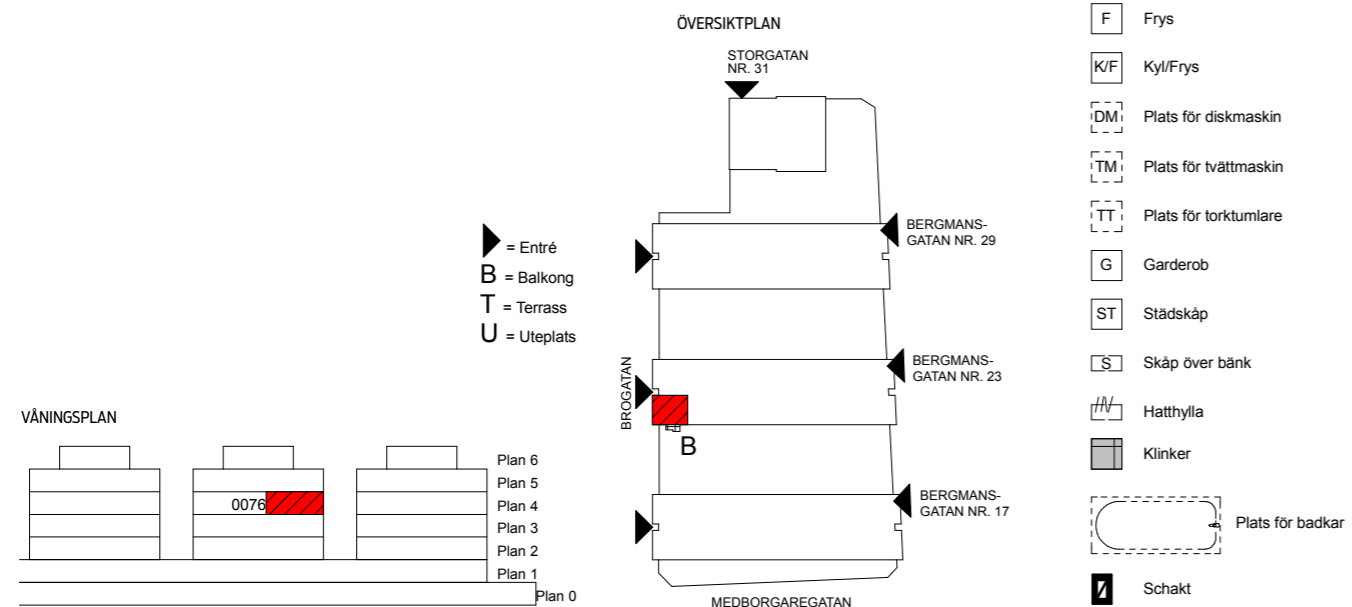 ÖVERSIKTPLAN
STORGATAN
NR. 31
= Entré
B = Balkong
T = Terrass
U = Uteplats
BERGMANS-
GATAN NR. 29
BERGMANS-
GATAN NR. 23
BERGMANS-
GATAN NR. 17
BROGATAN
B
MEDBORGAREGATAN
VÅNINGSPLAN
Plan 6
Plan 5
0076 Plan 4
Plan 3
Plan 2
Plan 1
Plan 0
F Frys
K/F Kyl/Frys
DM Plats för diskmaskin
TM Plats för tvättmaskin
TT Plats för torktumlare
G Garderob
ST Städskåp
S Skåp över bänk
Hatthylla
Klinker
Plats för badkar
Schakt